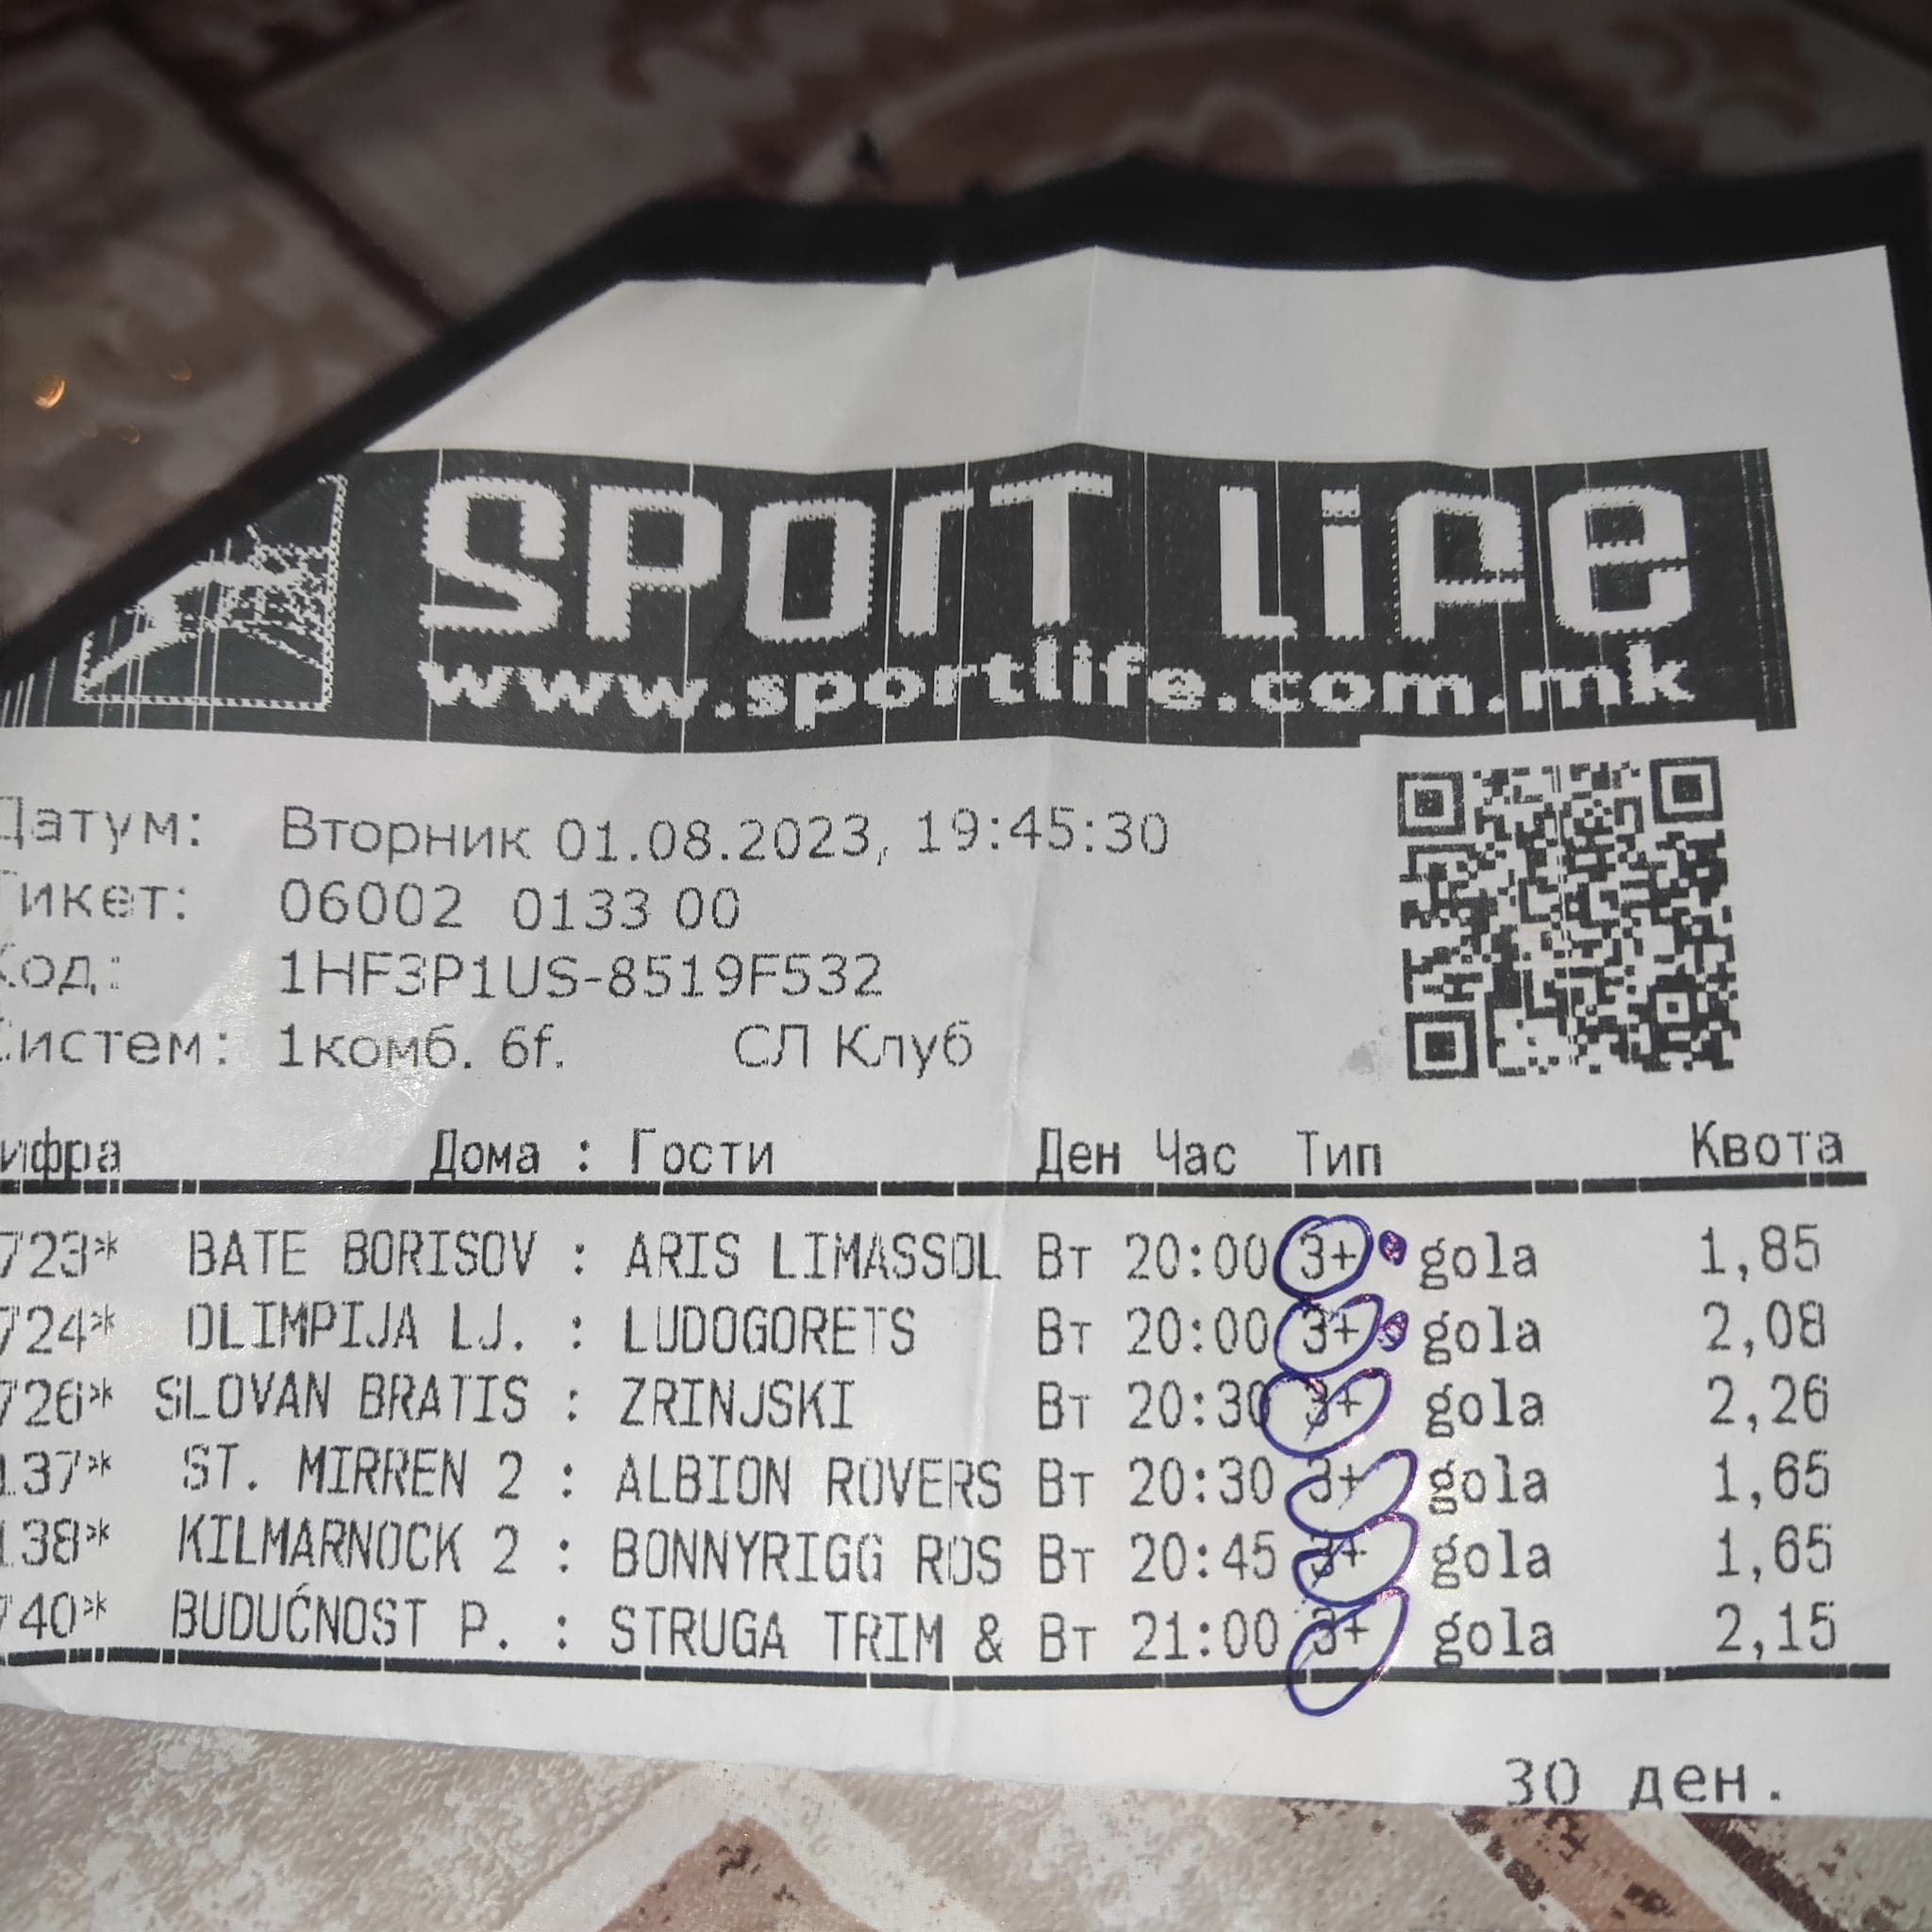 SPORT LIFE
www.sportlife.com.mk
Датум: Вторник 01.08.2023, 19:45:30
Тикет: 06002 0133 00
Код: 1HF3P1US-8519F532
Систем: 1комб. 6f. СЛ Клуб
ифра Дома : Гости Ден Час Тип Квота
723* BATE BORISOV : ARIS LIMASSOL Вт 20:00 3+ gola 1,85
724* OLIMPIJA LJ. : LUDOGORETS Вт 20:00 3+ gola 2,08
726* SLOVAN BRATIS : ZRINJSKI Вт 20:30 3+ gola 2,26
137* ST. MIRREN 2 : ALBION ROVERS Вт 20:30 3+ gola 1,65
138* KILMARNOCK 2 : BONNYRIGG ROS Вт 20:45 3+ gola 1,65
740* BUDUĆNOST P. : STRUGA TRIM & Вт 21:00 3+ gola 2,15
30 ден.